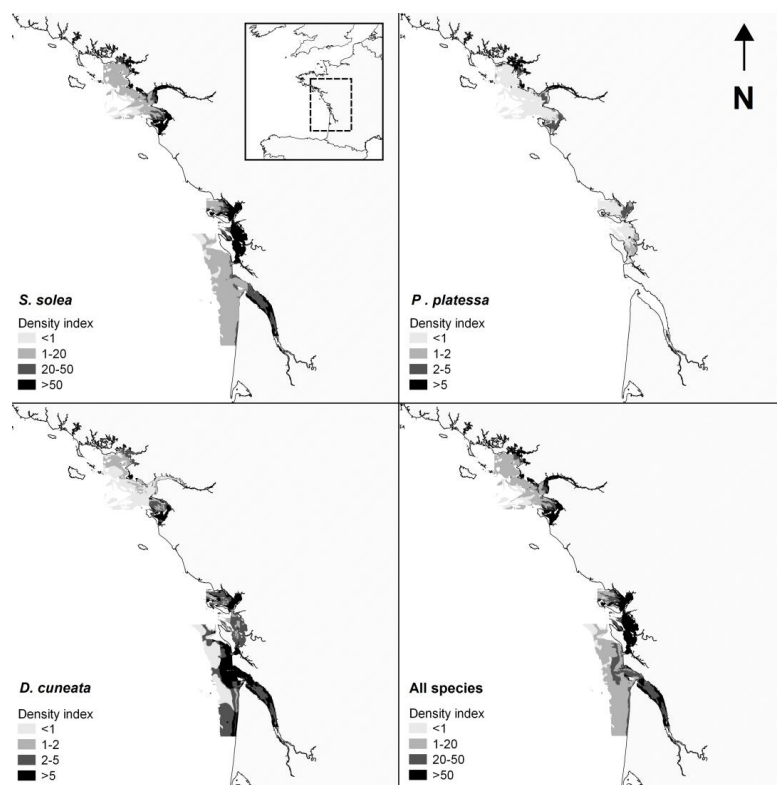 N
S. solea
Density index
<1
1-20
20-50
>50
P . platessa
Density index
<1
1-2
2-5
>5
D. cuneata
Density index
<1
1-2
2-5
>5
All species
Density index
<1
1-20
20-50
>50